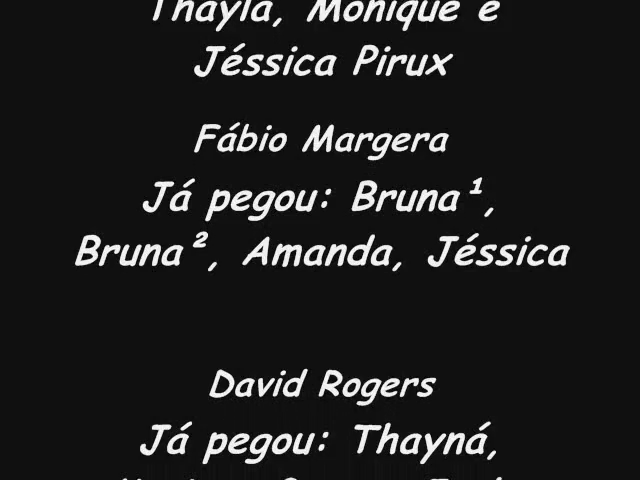 Thayla, Monique e
Jéssica Pirux
Fábio Margera
Já pegou: Bruna¹,
Bruna², Amanda, Jéssica
David Rogers
Já pegou: Thayná,